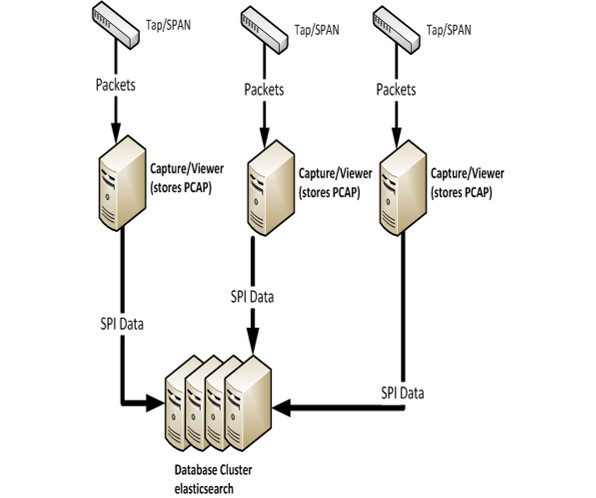 Tap/SPAN
Tap/SPAN
Tap/SPAN
Packets
Packets
Packets
Capture/Viewer
(stores PCAP)
Capture/Viewer
(stores PCAP)
Capture/Viewer
(stores PCAP)
SPI Data
SPI Data
SPI Data
Database Cluster
elasticsearch